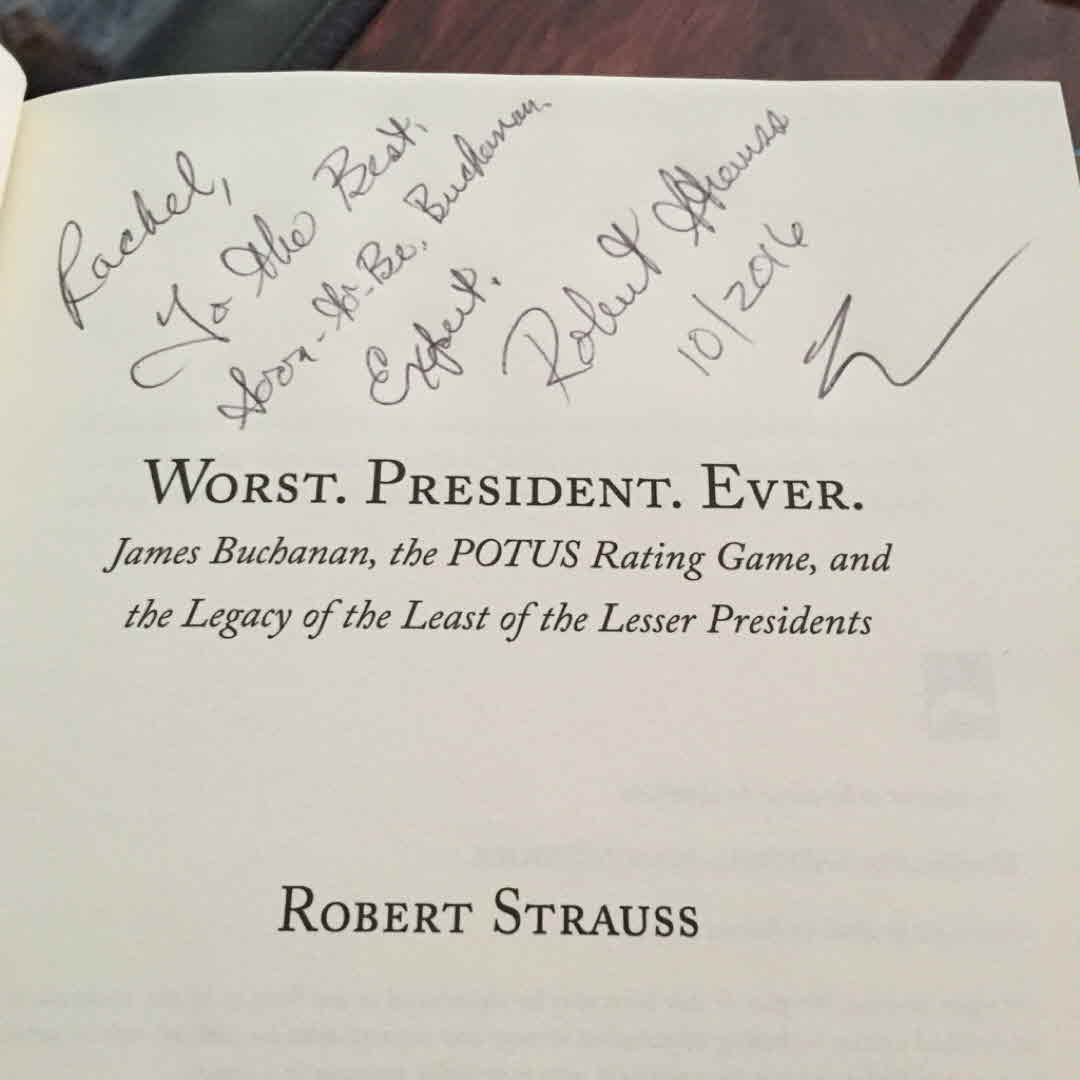 Rachel,
To the Best,
Soon-to-Be, Buchanan
Expert.
Robert Strauss
10/2016
WORST. PRESIDENT. EVER.
James Buchanan, the POTUS Rating Game, and
the Legacy of the Least of the Lesser Presidents
ROBERT STRAUSS